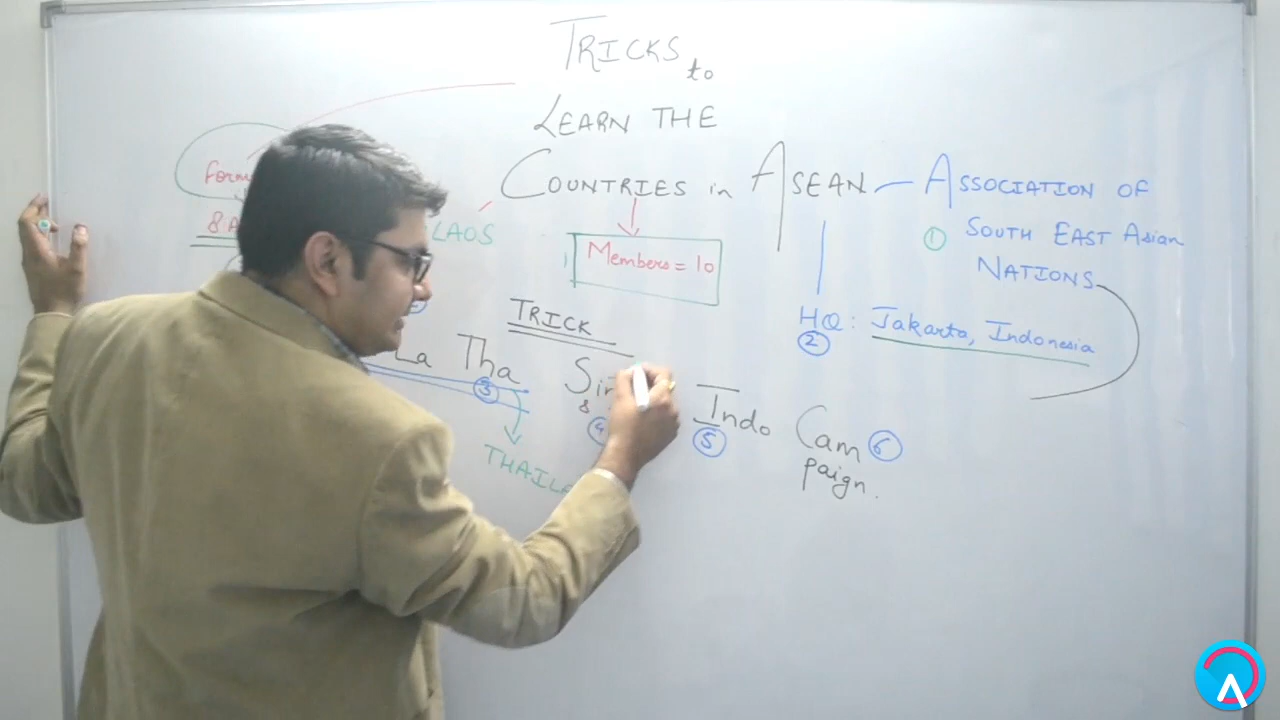 TRICKS to
LEARN THE
COUNTRIES in ASEAN – ASSOCIATION OF
① SOUTH EAST Asian
NATIONS
LAOS
Members = 10
HQ: Jakarta, Indonesia
②
TRICK
La Tha Indo Cam ⑥
③ & ④ ⑤ paign.